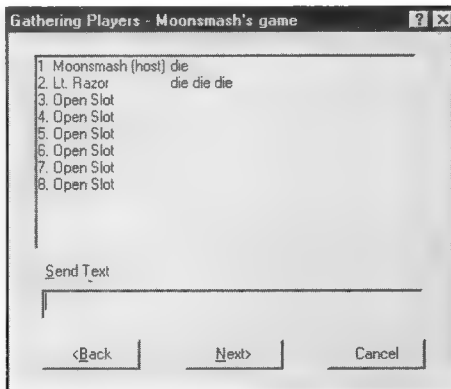 Gathering Players - Moonsmash's game ? ×
1 Moonsmash (host) die
2. Lt. Razor die die die
3. Open Slot
4. Open Slot
5. Open Slot
6. Open Slot
7. Open Slot
8. Open Slot
Send Text
<Back Next> Cancel